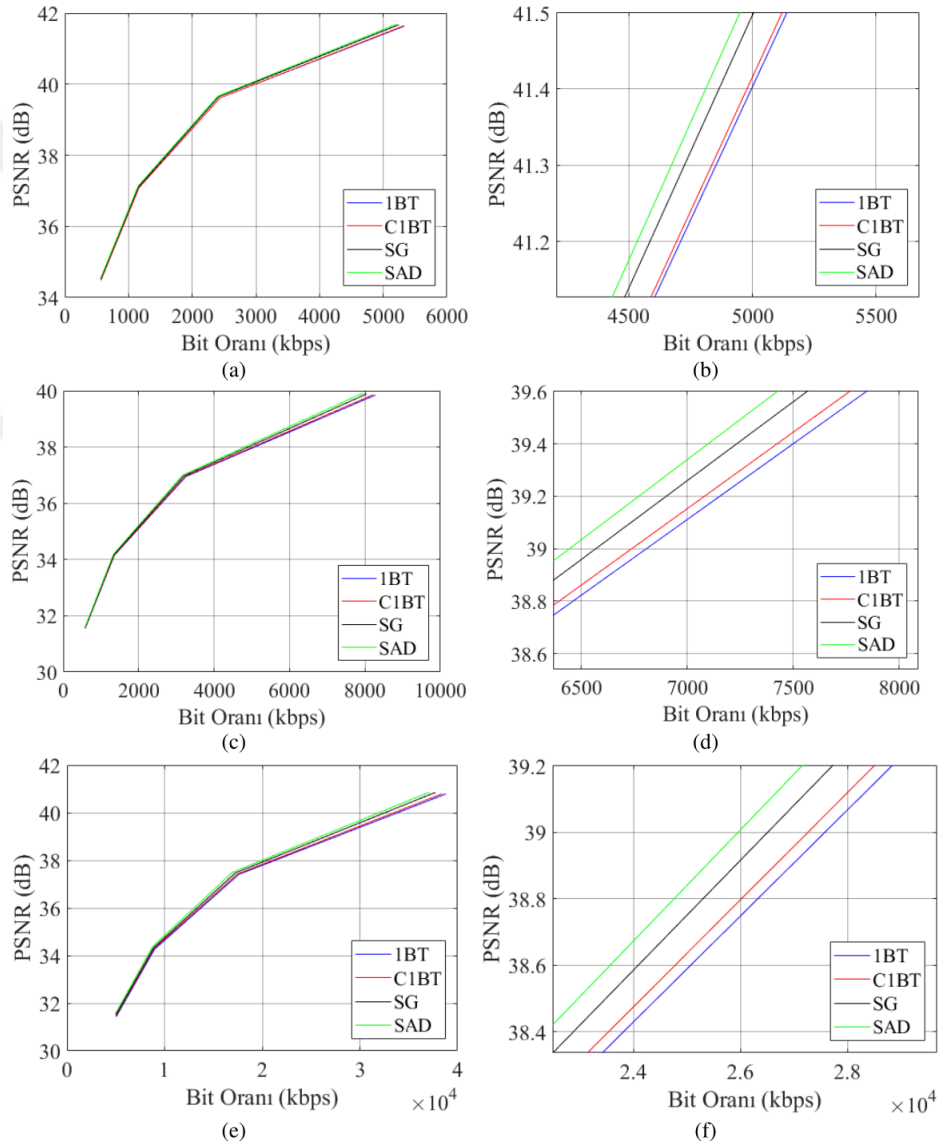 42
40
38
36
34
PSNR (dB)
0 1000 2000 3000 4000 5000 6000
Bit Oranı (kbps)
1BT
C1BT
SG
SAD
(a)
41.5
41.4
41.3
41.2
PSNR (dB)
4500 5000 5500
Bit Oranı (kbps)
1BT
C1BT
SG
SAD
(b)
40
38
36
34
32
30
PSNR (dB)
0 2000 4000 6000 8000 10000
Bit Oranı (kbps)
1BT
C1BT
SG
SAD
(c)
39.6
39.4
39.2
39
38.8
38.6
PSNR (dB)
6500 7000 7500 8000
Bit Oranı (kbps)
1BT
C1BT
SG
SAD
(d)
42
40
38
36
34
32
30
PSNR (dB)
0 1 2 3 4
Bit Oranı (kbps)
×10⁴
1BT
C1BT
SG
SAD
(e)
39.2
39
38.8
38.6
38.4
PSNR (dB)
2.4 2.6 2.8
Bit Oranı (kbps)
×10⁴
1BT
C1BT
SG
SAD
(f)